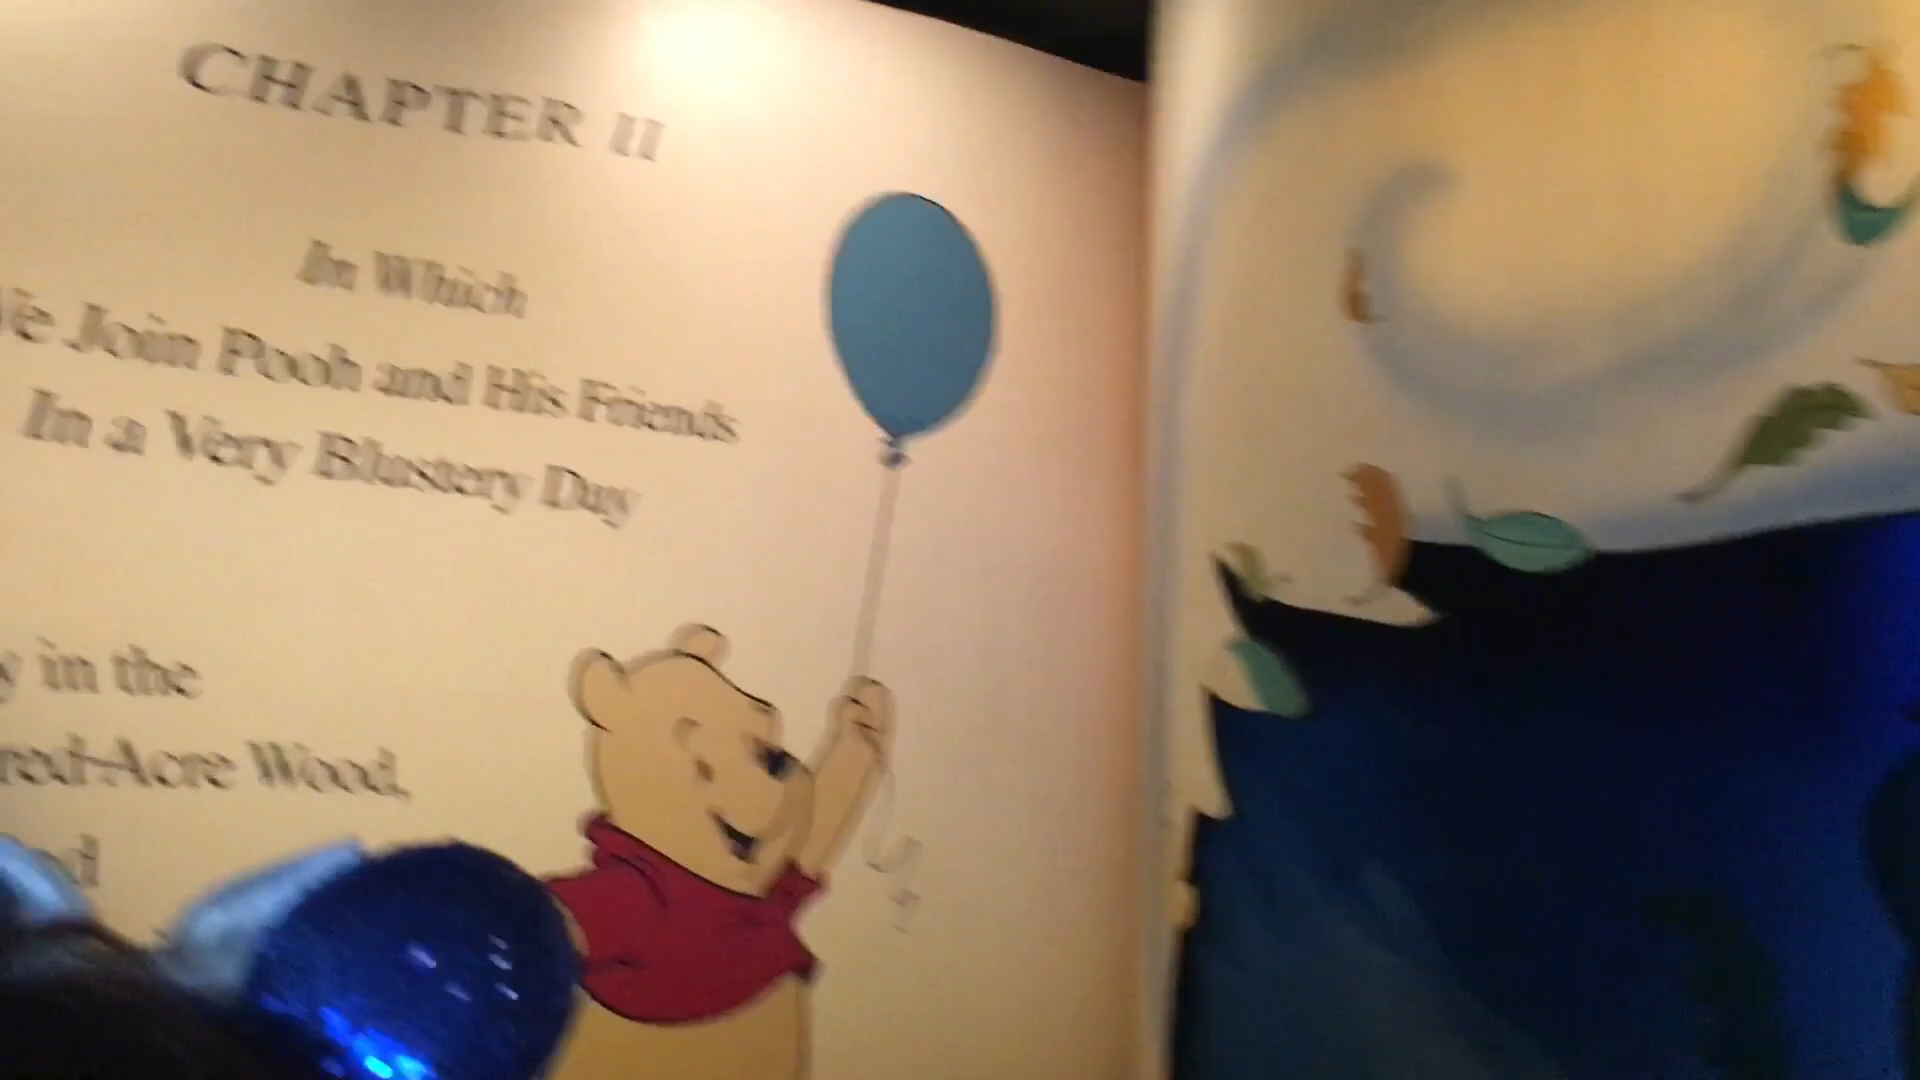 CHAPTER II
In Which
We Join Pooh and His Friends
In a Very Blustery Day
in the
Wood,